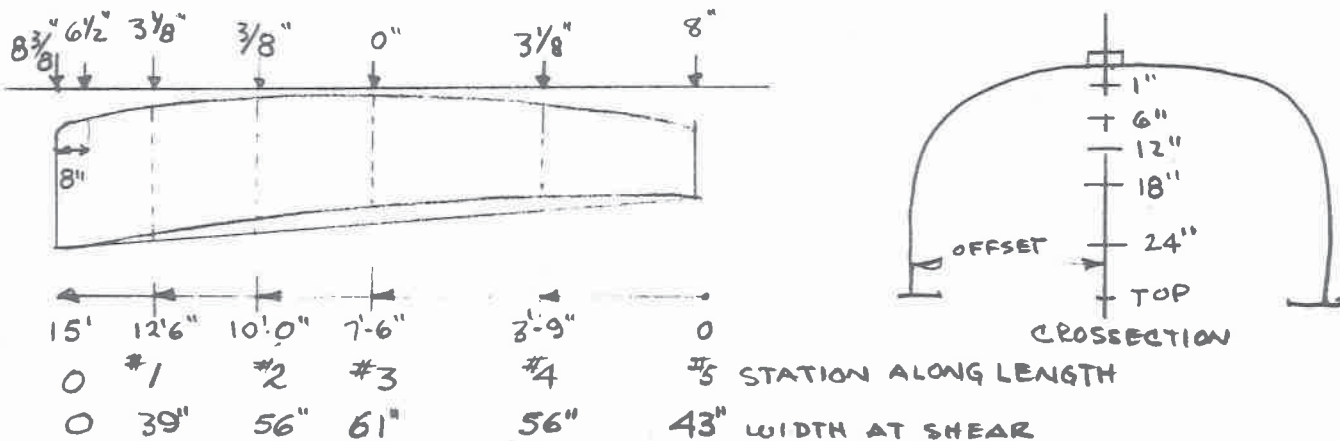 8 3/8" 6 1/2" 3 1/8" 3/8" 0" 3 1/8" 8"
8"
1"
6"
12"
18"
24"
OFFSET
TOP
CROSSECTION
15' 12'6" 10'-0" 7'-6" 3'-9" 0
0 #1 #2 #3 #4 #5 STATION ALONG LENGTH
0 39" 56" 61" 56" 43" WIDTH AT SHEAR